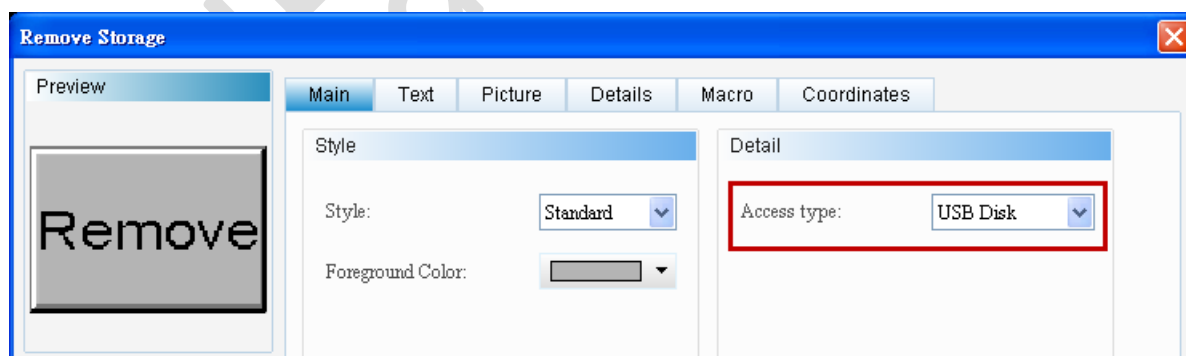 Remove Storage
Preview
Remove
Main Text Picture Details Macro Coordinates
Style
Style: Standard
Foreground Color:
Detail
Access type: USB Disk